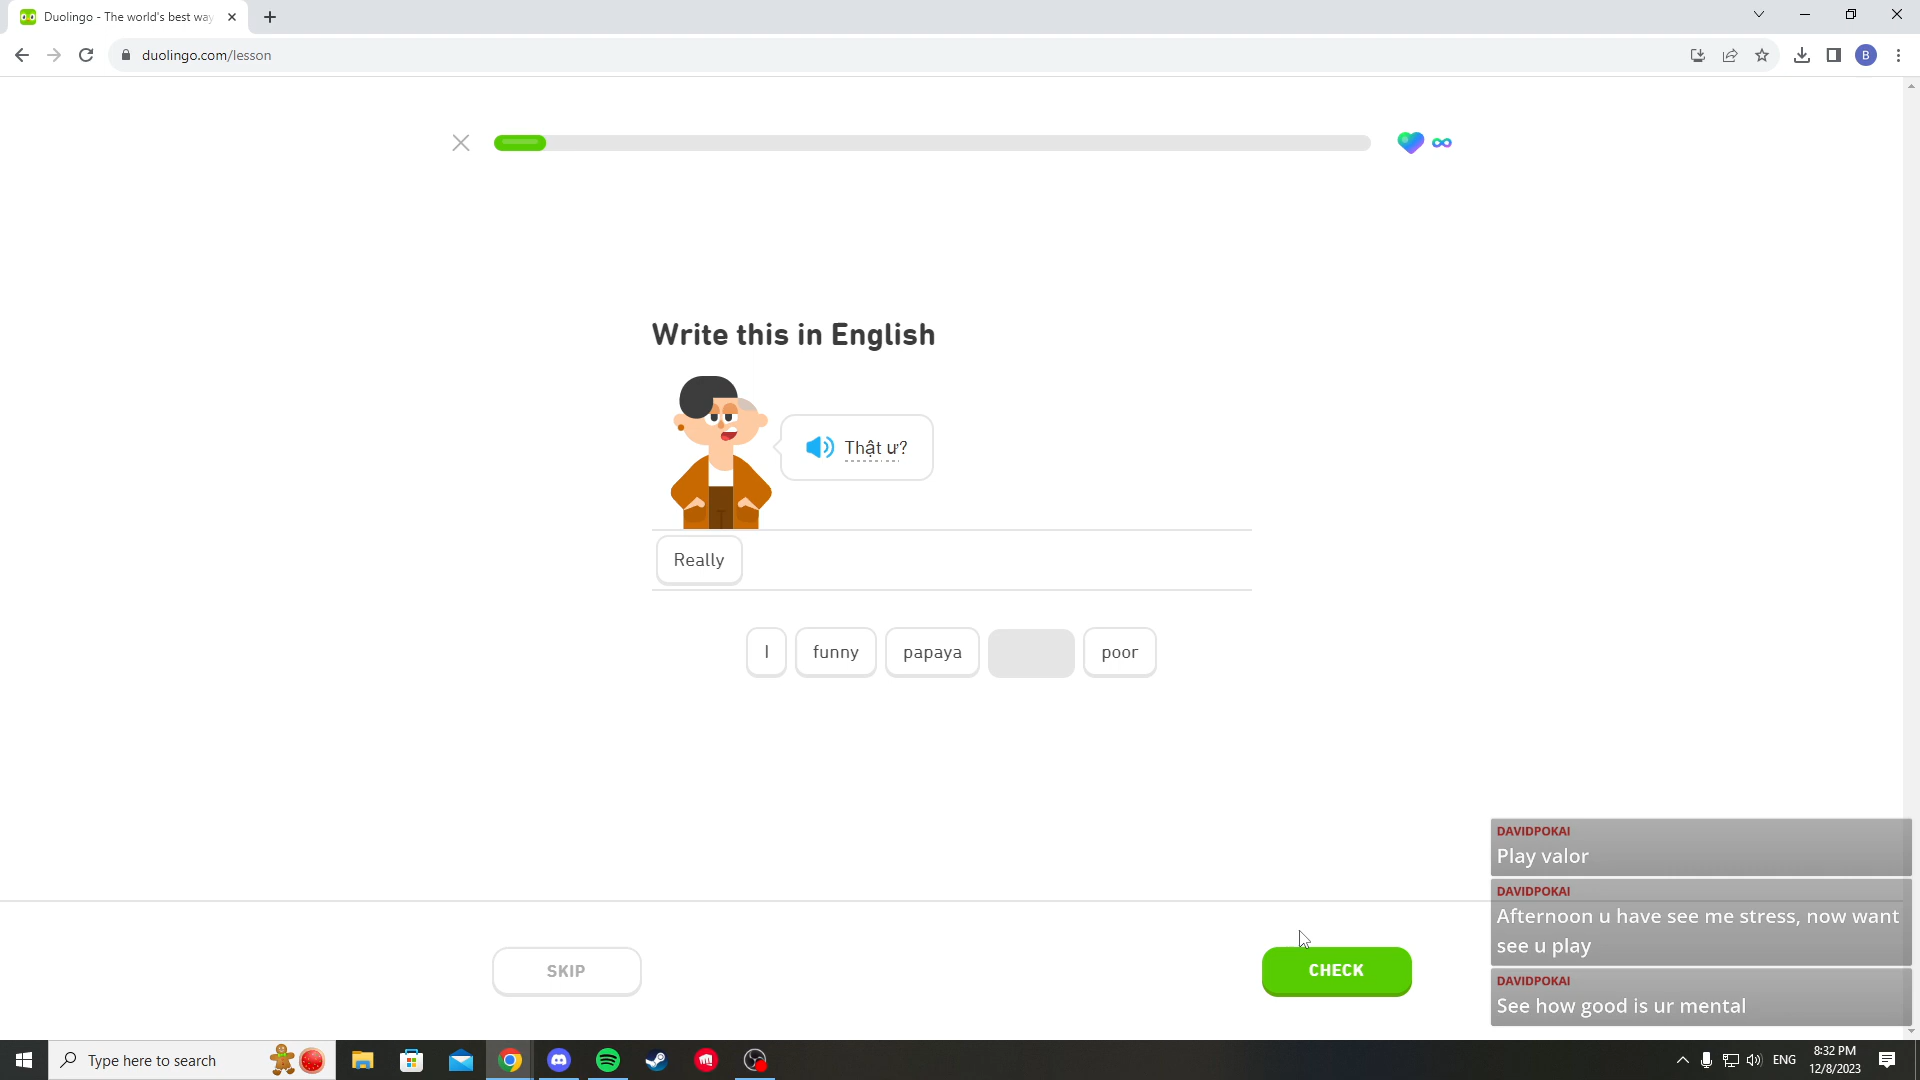 Duolingo - The world's best way
duolingo.com/lesson
B
Write this in English
Thật ư?
Really
I
funny
papaya
poor
SKIP
CHECK
DAVIDPOKAI
Play valor
DAVIDPOKAI
Afternoon u have see me stress, now want
see u play
DAVIDPOKAI
See how good is ur mental
Type here to search
ENG
8:32 PM
12/8/2023